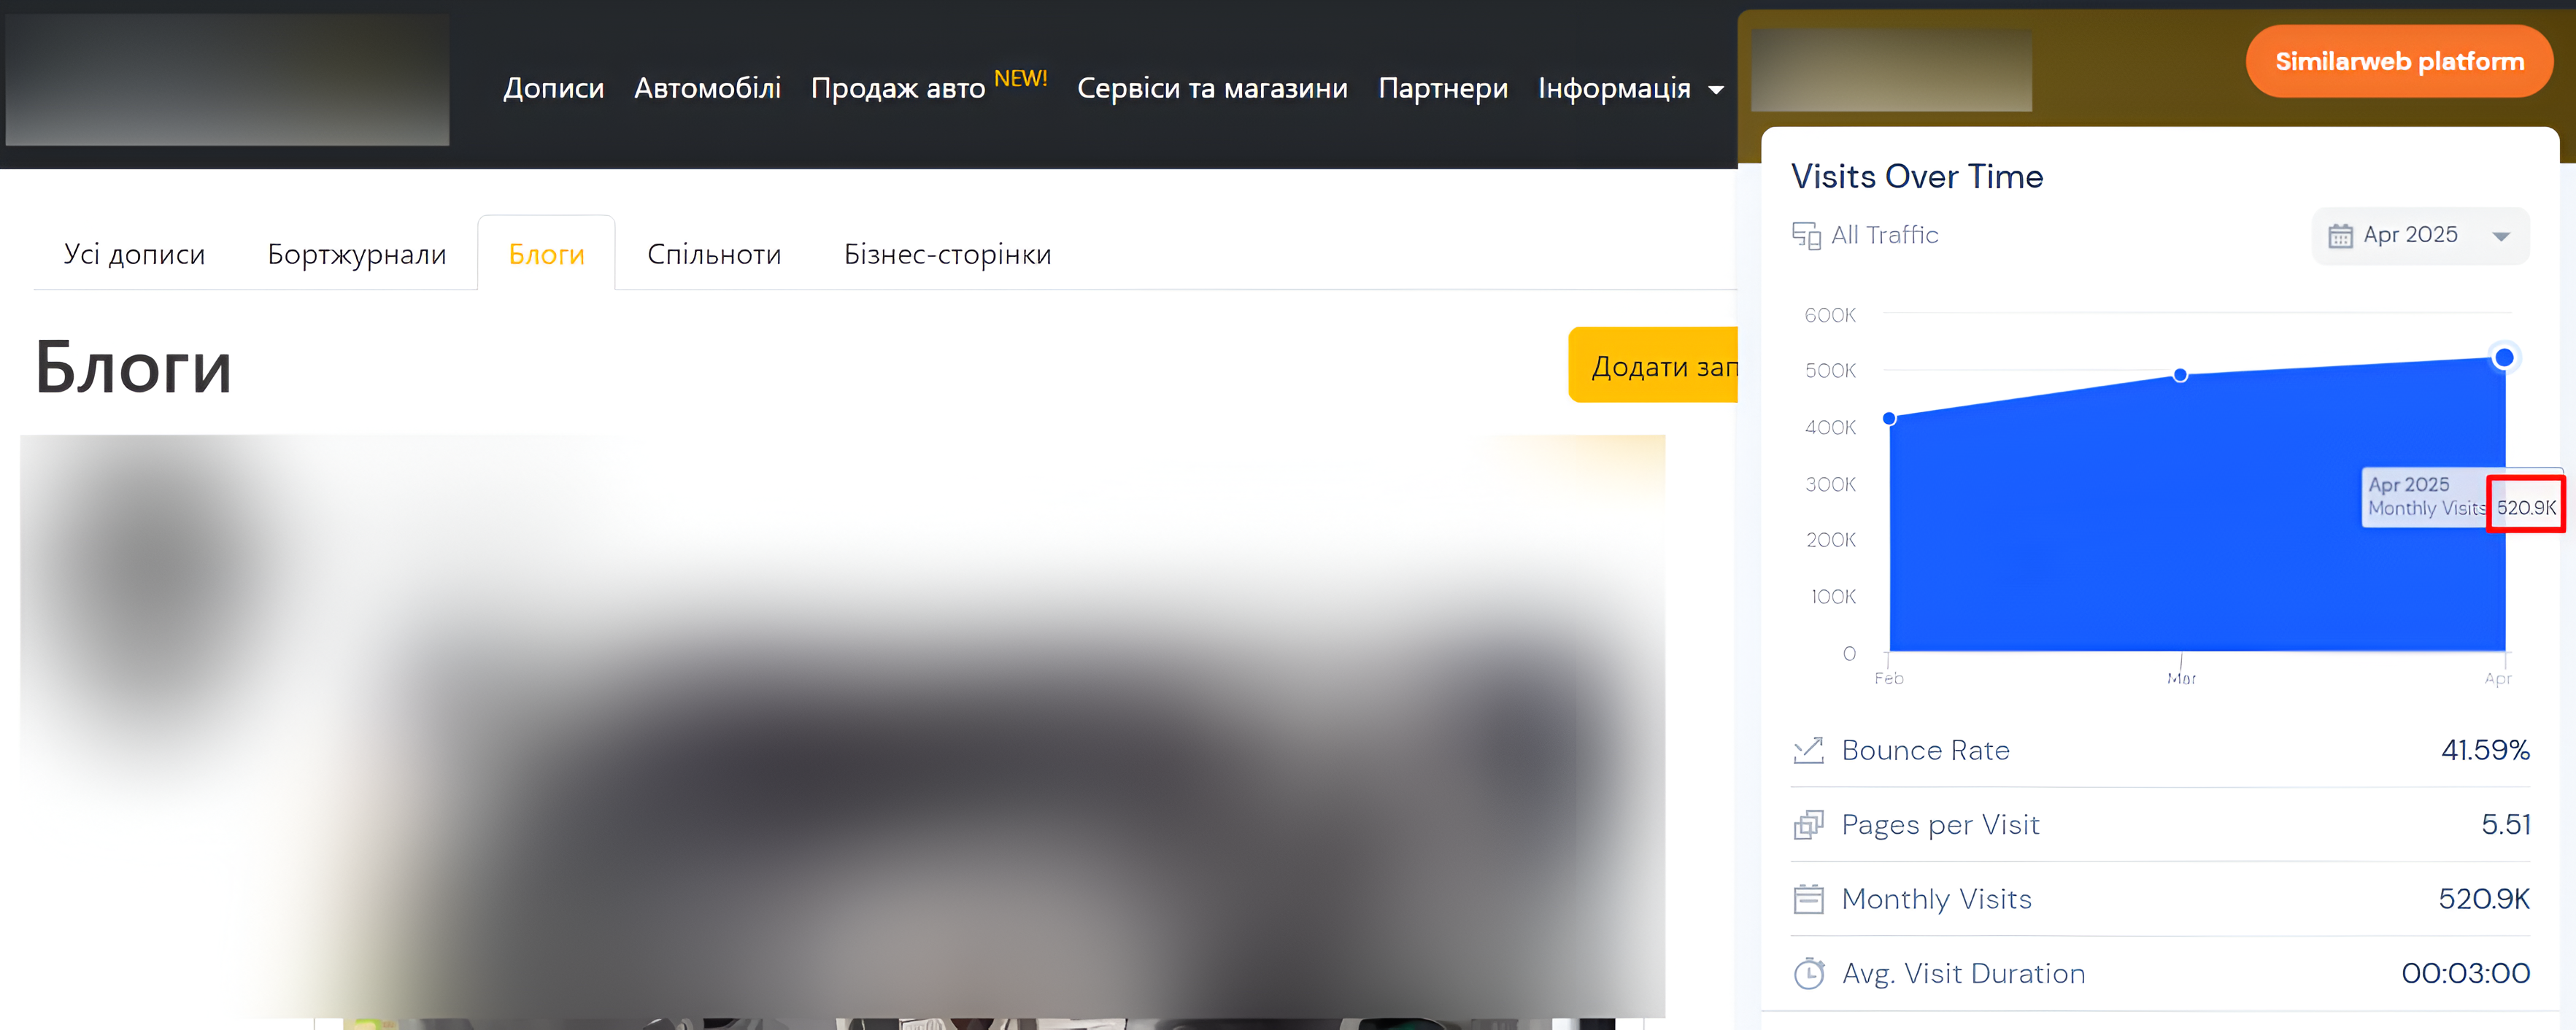 Дописи Автомобілі Продаж авто NEW! Сервіси та магазини Партнери Інформація
Усі дописи Бортжурнали Блоги Спільноти Бізнес-сторінки
Блоги
Додати зап
Similarweb platform
Visits Over Time
All Traffic
Apr 2025
600K
500K
400K
300K
200K
100K
0
Feb Mar Apr
Apr 2025
Monthly Visits 520.9K
Bounce Rate 41.59%
Pages per Visit 5.51
Monthly Visits 520.9K
Avg. Visit Duration 00:03:00